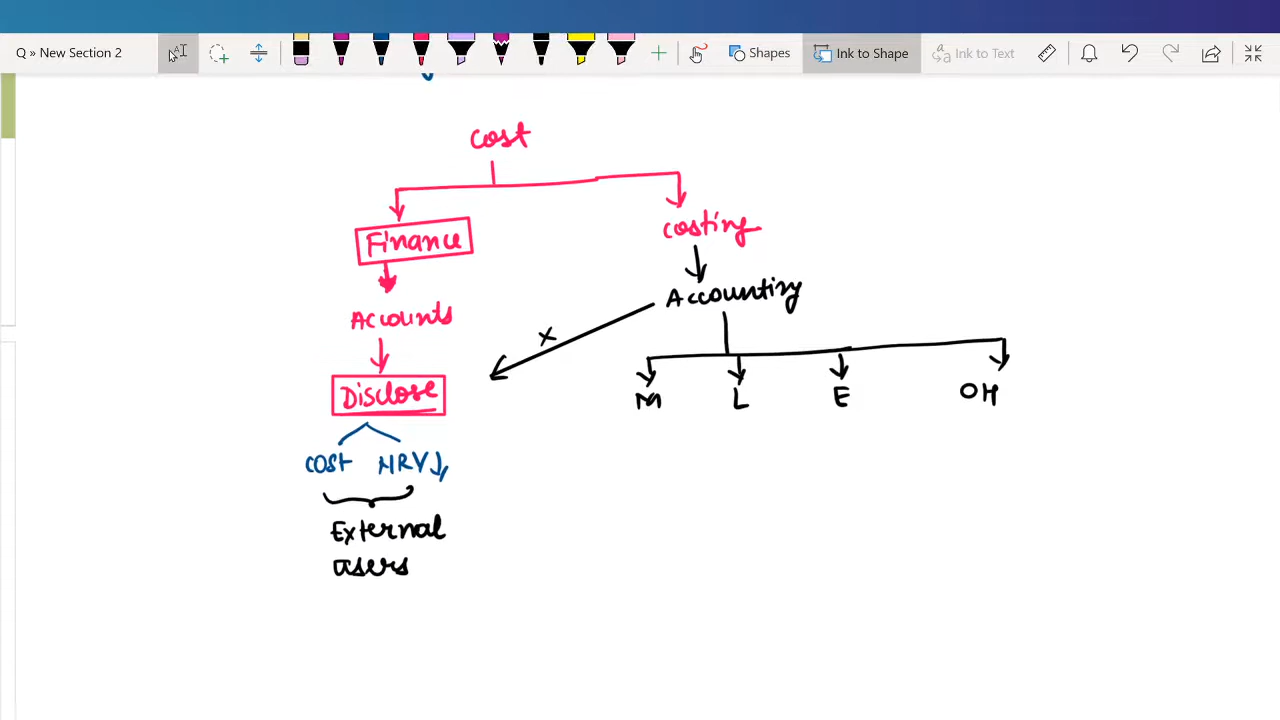 Q » New Section 2
Shapes
Ink to Shape
Ink to Text
Cost
Finance
Costing
Accounts
Accounting
X
Disclose
M L E OH
Cost NRV↓
External
users